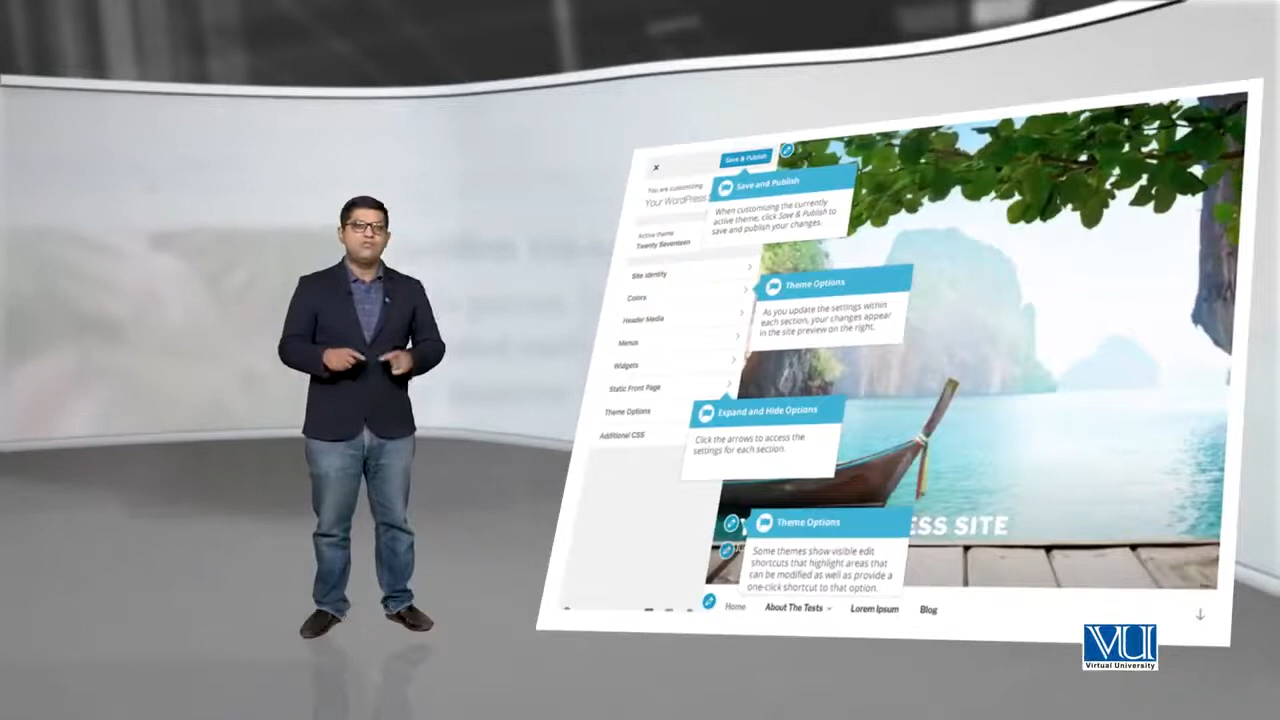 ×
Save & Publish
You are customizing
Your WordPress
Active theme
Twenty Seventeen
Site Identity
Colors
Header Media
Menus
Widgets
Static Front Page
Theme Options
Additional CSS
Save and Publish
When customizing the currently
active theme, click Save & Publish to
save and publish your changes.
Theme Options
As you update the settings within
each section, your changes appear
in the site preview on the right.
Expand and Hide Options
Click the arrows to access the
settings for each section.
Theme Options
Some themes show visible edit
shortcuts that highlight areas that
can be modified as well as provide a
one-click shortcut to that option.
ESS SITE
Home About The Tests Lorem Ipsum Blog
VU
Virtual University